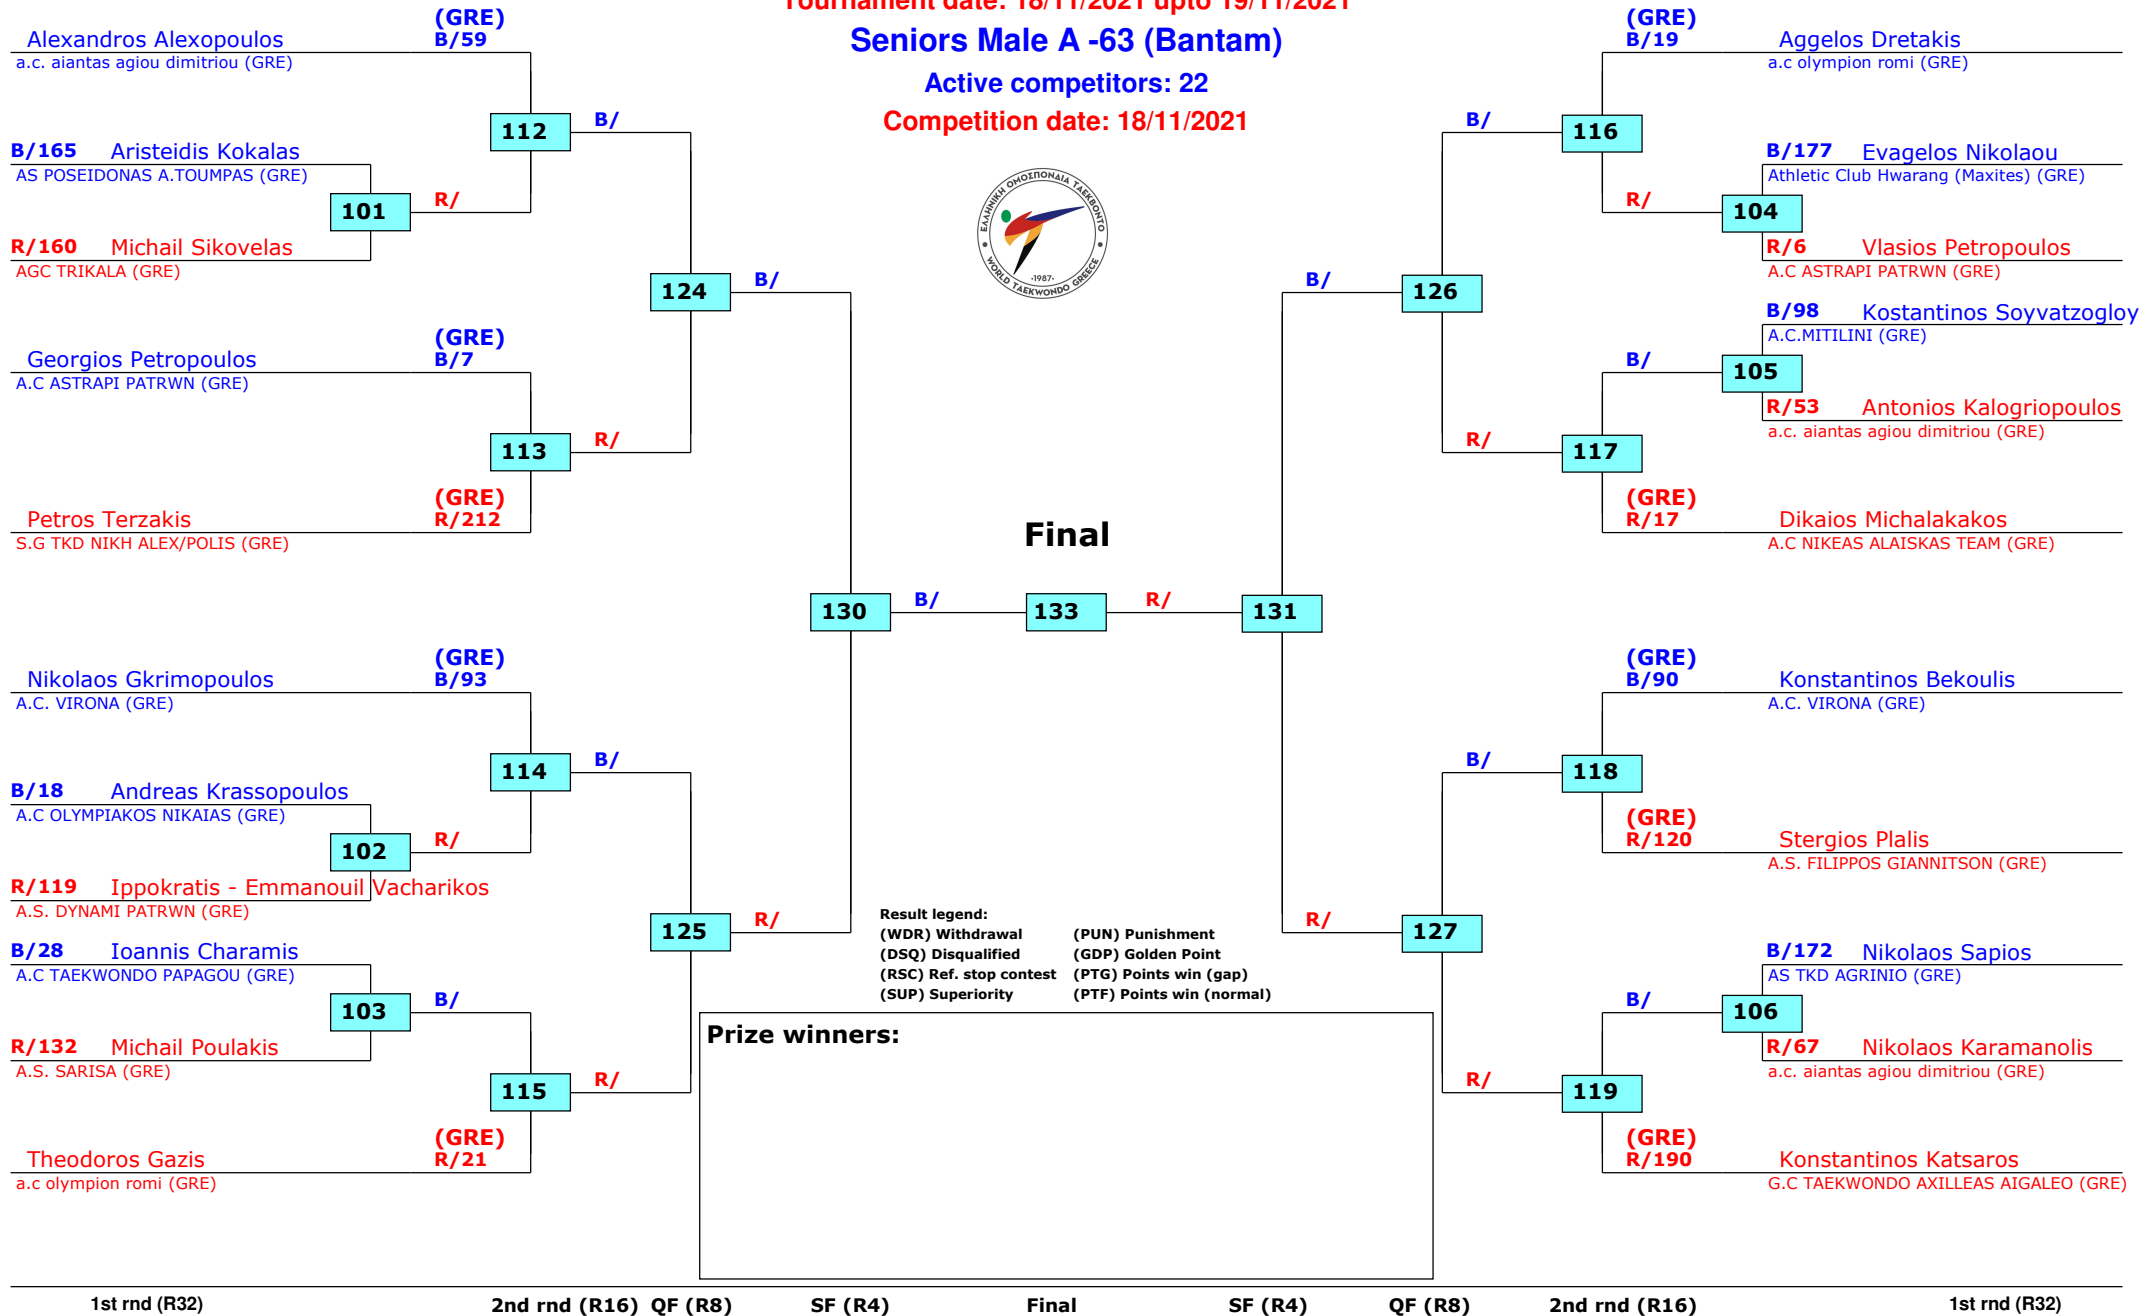 Tournament date: 18/11/2021 upto 19/11/2021
Seniors Male A -63 (Bantam)
Active competitors: 22
Competition date: 18/11/2021
ΕΛΛΗΝΙΚΗ ΟΜΟΣΠΟΝΔΙΑ ΤΑΕΚΒΟΝΤΟ
·1987·
WORLD TAEKWONDO GREECE
(GRE)
Alexandros Alexopoulos B/59
a.c. aiantas agiou dimitriou (GRE)
112 B/
B/165 Aristeidis Kokalas
AS POSEIDONAS A.TOUMPAS (GRE)
101 R/
R/160 Michail Sikovelas
AGC TRIKALA (GRE)
124 B/
(GRE)
Georgios Petropoulos B/7
A.C ASTRAPI PATRWN (GRE)
113 R/
(GRE)
Petros Terzakis R/212
S.G TKD NIKH ALEX/POLIS (GRE)
(GRE)
Nikolaos Gkrimopoulos B/93
A.C. VIRONA (GRE)
114 B/
B/18 Andreas Krassopoulos
A.C OLYMPIAKOS NIKAIAS (GRE)
102 R/
R/119 Ippokratis - Emmanouil Vacharikos
A.S. DYNAMI PATRWN (GRE)
125 R/
B/28 Ioannis Charamis
A.C TAEKWONDO PAPAGOU (GRE)
103 B/
R/132 Michail Poulakis
A.S. SARISA (GRE)
115 R/
(GRE)
Theodoros Gazis R/21
a.c olympion romi (GRE)
Final
130 B/ 133 R/ 131
(GRE)
B/19 Aggelos Dretakis
a.c olympion romi (GRE)
B/ 116
B/177 Evagelos Nikolaou
Athletic Club Hwarang (Maxites) (GRE)
R/ 104
R/6 Vlasios Petropoulos
A.C ASTRAPI PATRWN (GRE)
B/ 126
B/98 Kostantinos Soyvatzogloy
A.C.MITILINI (GRE)
B/ 105
R/53 Antonios Kalogriopoulos
a.c. aiantas agiou dimitriou (GRE)
R/ 117
(GRE)
R/17 Dikaios Michalakakos
A.C NIKEAS ALAISKAS TEAM (GRE)
(GRE)
B/90 Konstantinos Bekoulis
A.C. VIRONA (GRE)
B/ 118
(GRE)
R/120 Stergios Plalis
A.S. FILIPPOS GIANNITSON (GRE)
R/ 127
B/172 Nikolaos Sapios
AS TKD AGRINIO (GRE)
B/ 106
R/67 Nikolaos Karamanolis
a.c. aiantas agiou dimitriou (GRE)
R/ 119
(GRE)
R/190 Konstantinos Katsaros
G.C TAEKWONDO AXILLEAS AIGALEO (GRE)
Result legend:
(WDR) Withdrawal (PUN) Punishment
(DSQ) Disqualified (GDP) Golden Point
(RSC) Ref. stop contest (PTG) Points win (gap)
(SUP) Superiority (PTF) Points win (normal)
Prize winners:
1st rnd (R32) 2nd rnd (R16) QF (R8) SF (R4) Final SF (R4) QF (R8) 2nd rnd (R16) 1st rnd (R32)